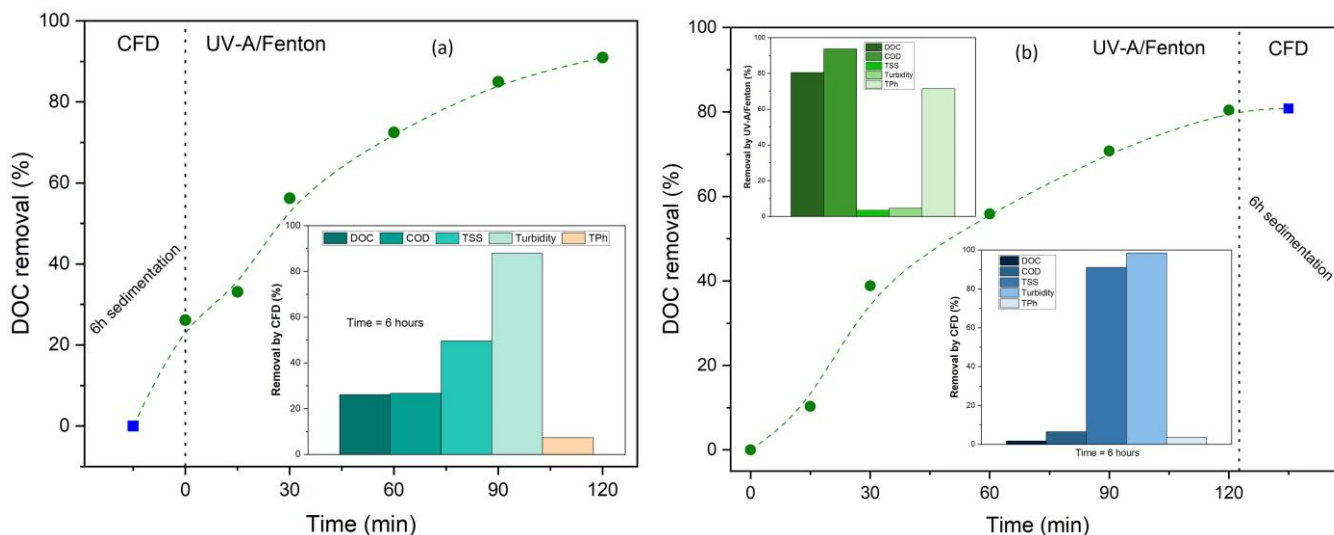 CFD
UV-A/Fenton
(a)
DOC removal (%)
100
80
60
40
20
0
6h sedimentation
Removal by CFD (%)
100
80
60
40
20
0
DOC COD TSS Turbidity TPh
Time = 6 hours
0 30 60 90 120
Time (min)
UV-A/Fenton
(b)
CFD
DOC removal (%)
100
80
60
40
20
0
Removal by UV-A/Fenton (%)
100
80
60
40
20
0
DOC
COD
TSS
Turbidity
TPh
6h sedimentation
Removal by CFD (%)
100
80
60
40
20
0
DOC
COD
TSS
Turbidity
TPh
Time = 6 hours
0 30 60 90 120
Time (min)